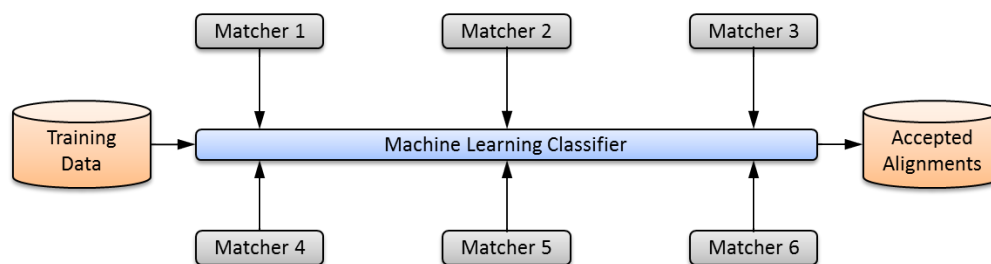 Matcher 1
Matcher 2
Matcher 3
Training
Data
Machine Learning Classifier
Accepted
Alignments
Matcher 4
Matcher 5
Matcher 6